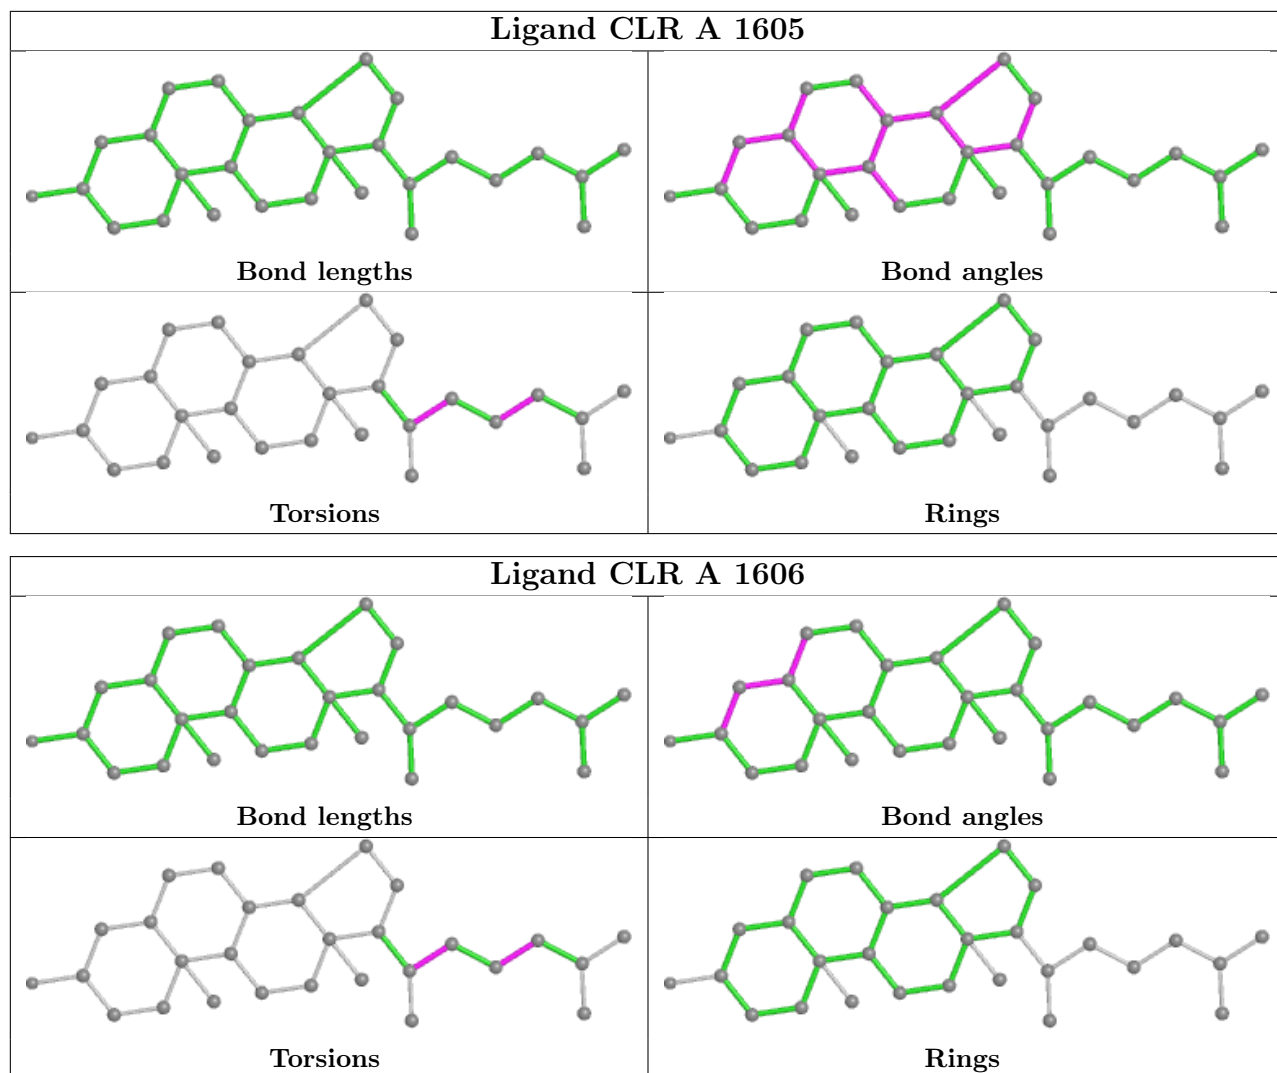 Ligand CLR A 1605
Bond lengths
Bond angles
Torsions
Rings
Ligand CLR A 1606
Bond lengths
Bond angles
Torsions
Rings